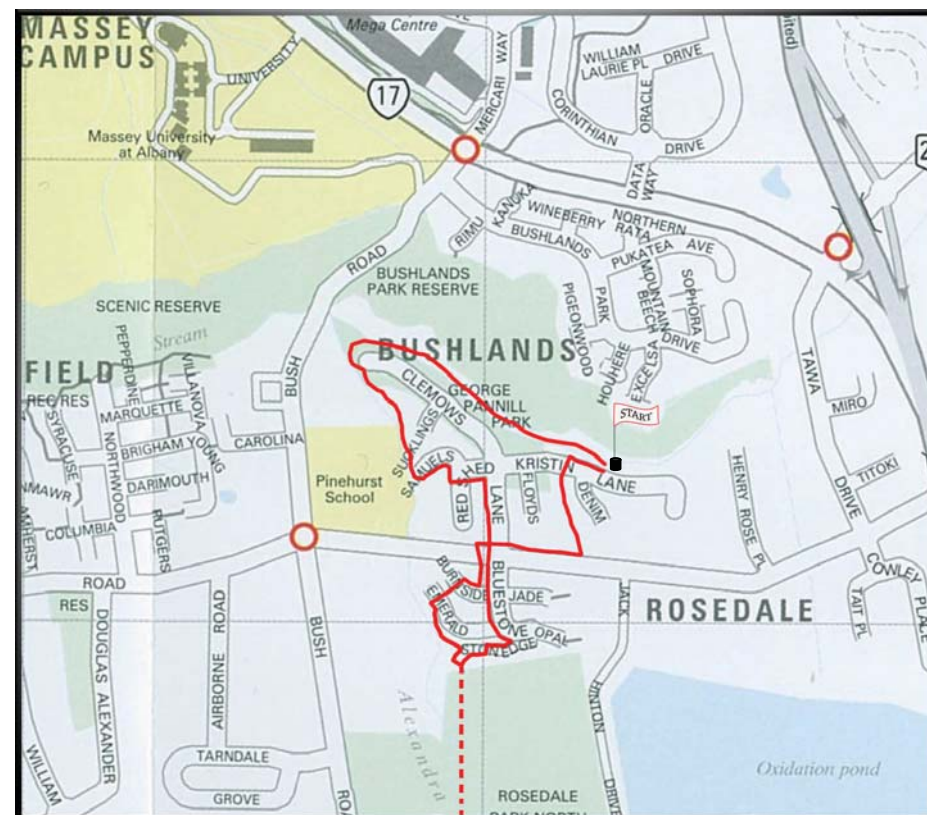 MASSEY
CAMPUS
UNIVERSITY
Massey University
at Albany
Mega Centre
17
MERCARI WAY
WILLIAM
LAURIE PL
DRIVE
CORINTHIAN
ORACLE
DRIVE
DATA
WAY
2
RIMU
KANUKA
WINEBERRY
NORTHERN
RATA
BUSHLANDS
PUKATEA AVE
MOUNTAIN
BEECH
SOPHORA
PARK
PIGEONWOOD
DRIVE
HOUHERE
EXCELSA
ROAD
BUSHLANDS
PARK RESERVE
SCENIC RESERVE
Stream
BUSHLANDS
FIELD
REC RES
PEPPERDINE
VILLANOVA
MARQUETTE
SYRACUSE
NORTHWOOD
BRIGHAM YOUNG
DARIMOUTH
CAROLINA
NMAWR
COLUMBIA
AMHERST
RUTGERS
BUSH
Pinehurst
School
CLEMOWS
GEORGE
PANNILL
PARK
SUCKLINGS
SAMUELS
RED SHED
LANE
FLOYDS
KRISTIN
LANE
DENIM
START
HENRY ROSE PL
TAWA
DRIVE
MIRO
TITOKI
COWLEY
PLACE
TAIT PL
ROAD
RES
DOUGLAS ALEXANDER
AIRBORNE ROAD
BUSH
ROA
WILLIAM
TARNDALE
GROVE
BURNSIDE
JADE
EMERALD
BLUESTONE
OPAL
STONEDGE
JACK
HINTON
DRIVE
ROSEDALE
Alexandra
Oxidation pond
ROSEDALE
PARK NORTH